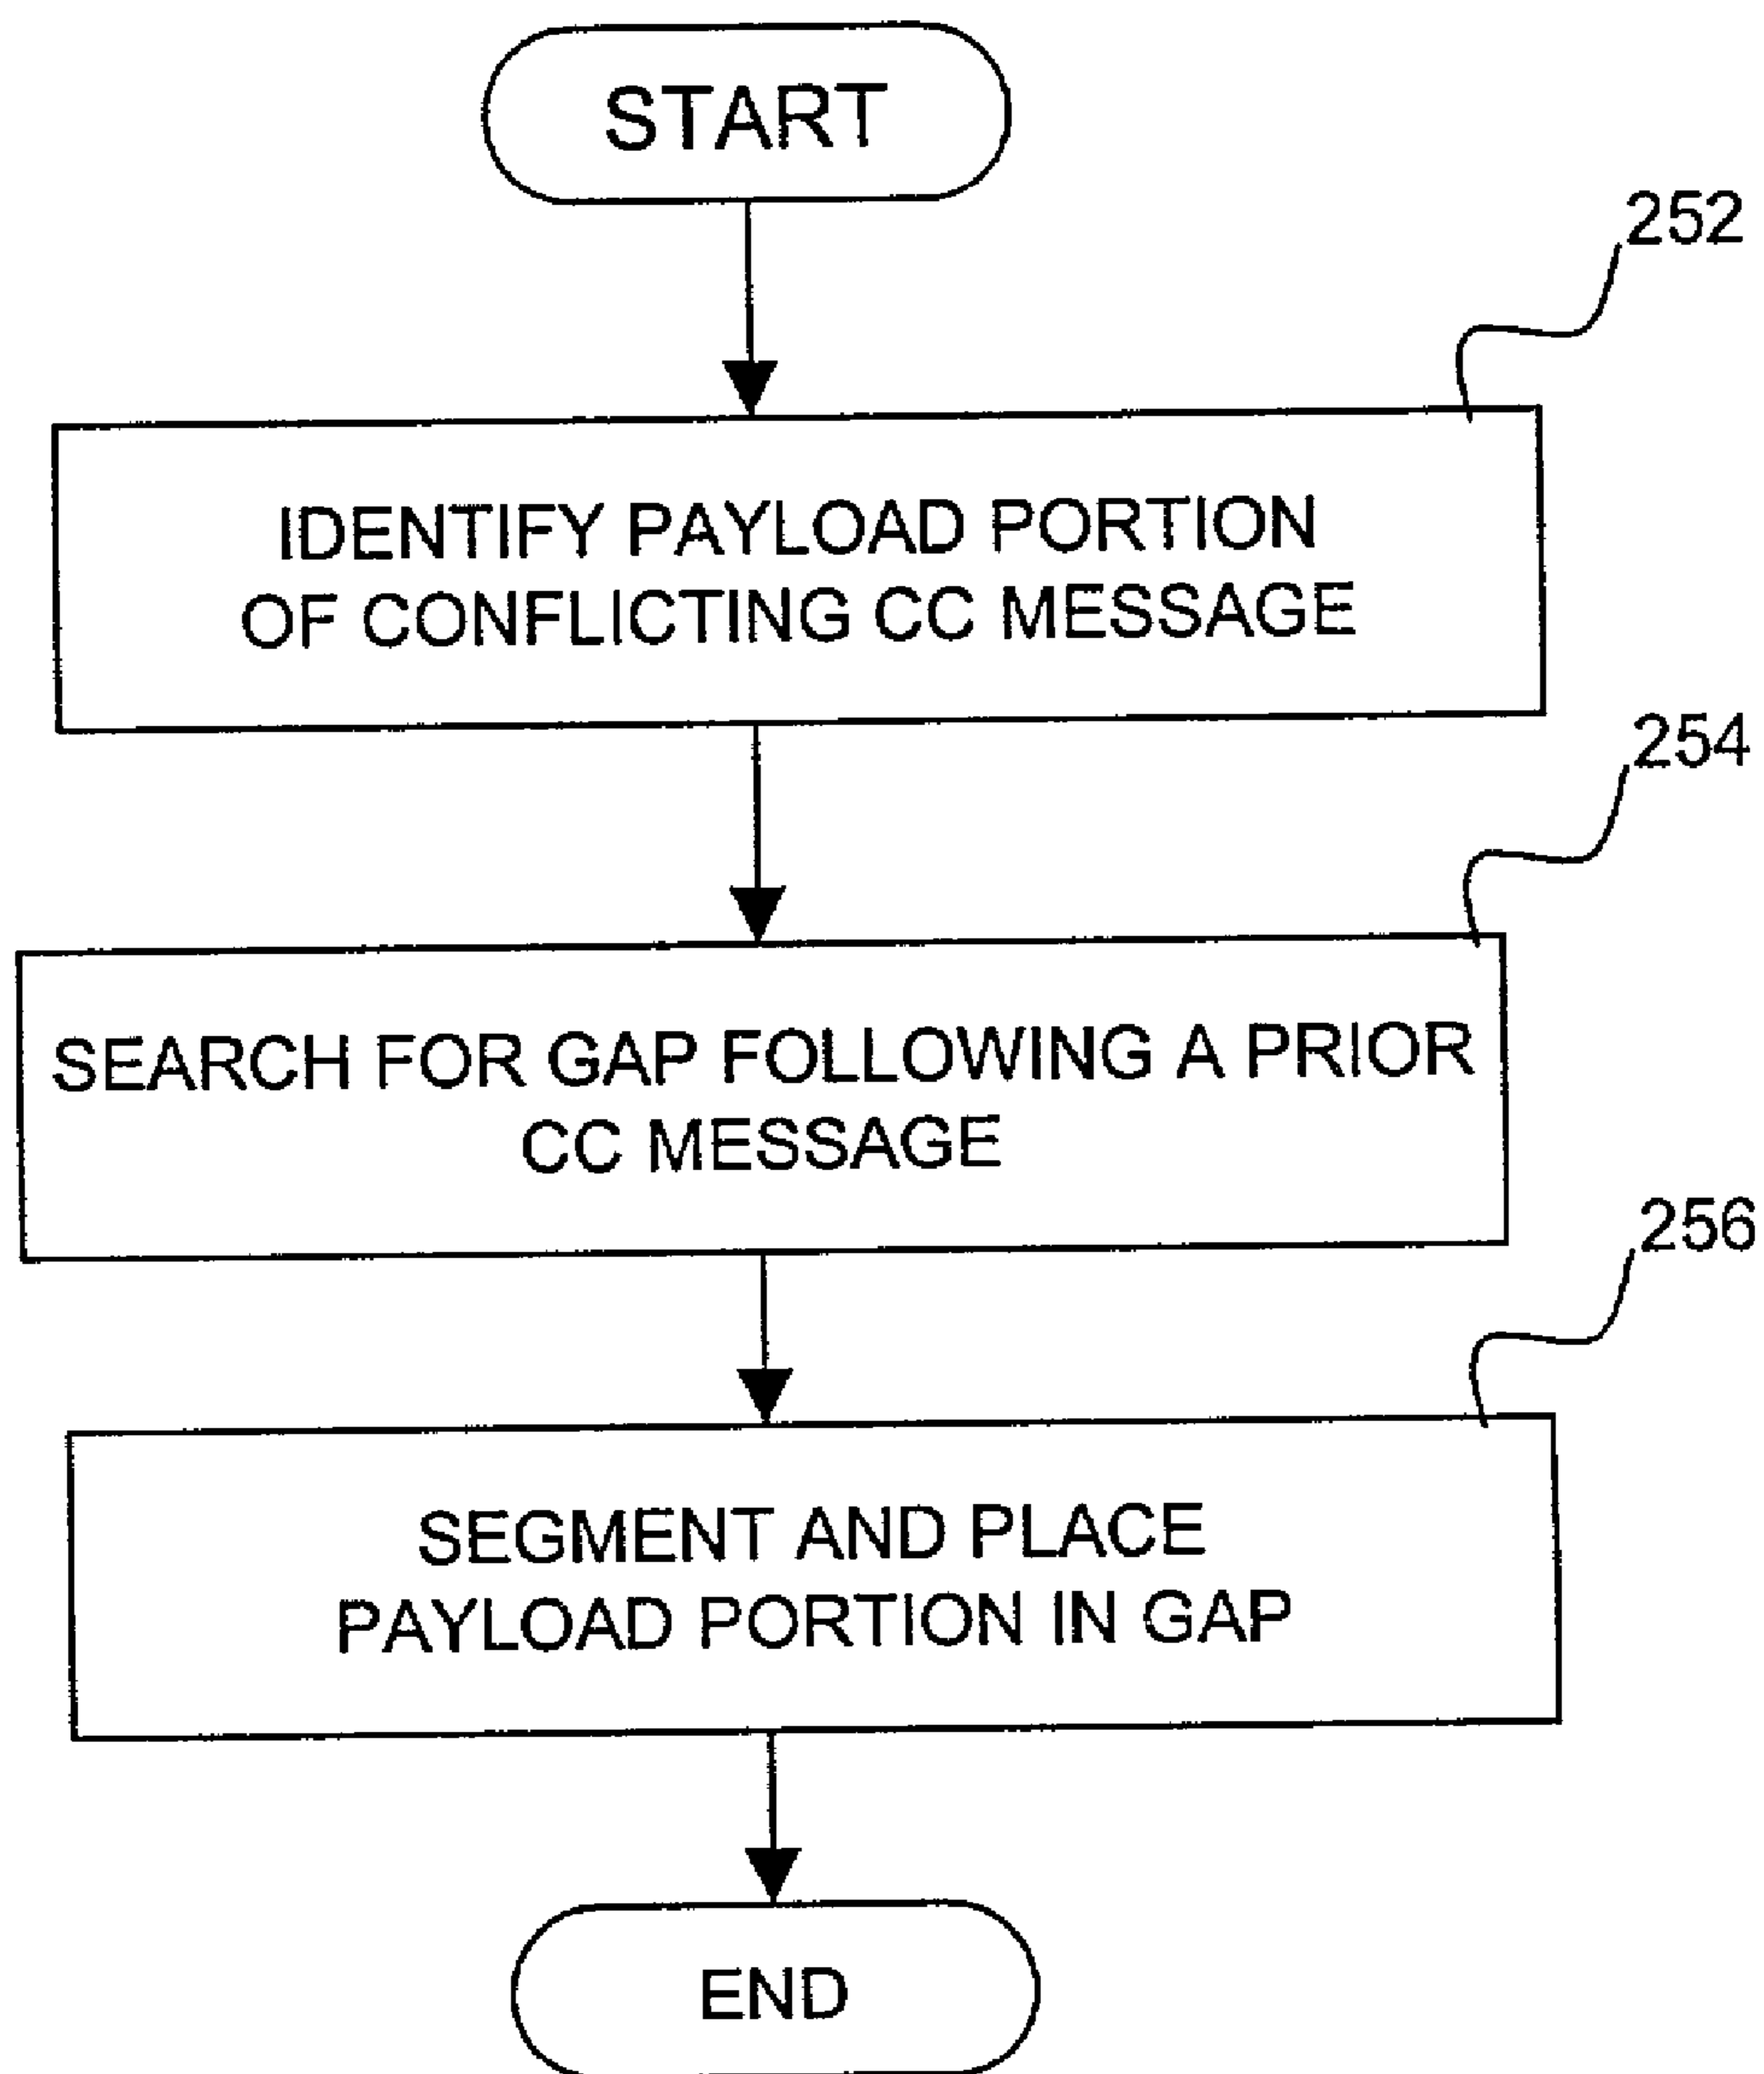 START
252
IDENTIFY PAYLOAD PORTION
OF CONFLICTING CC MESSAGE
254
SEARCH FOR GAP FOLLOWING A PRIOR
CC MESSAGE
256
SEGMENT AND PLACE
PAYLOAD PORTION IN GAP
END